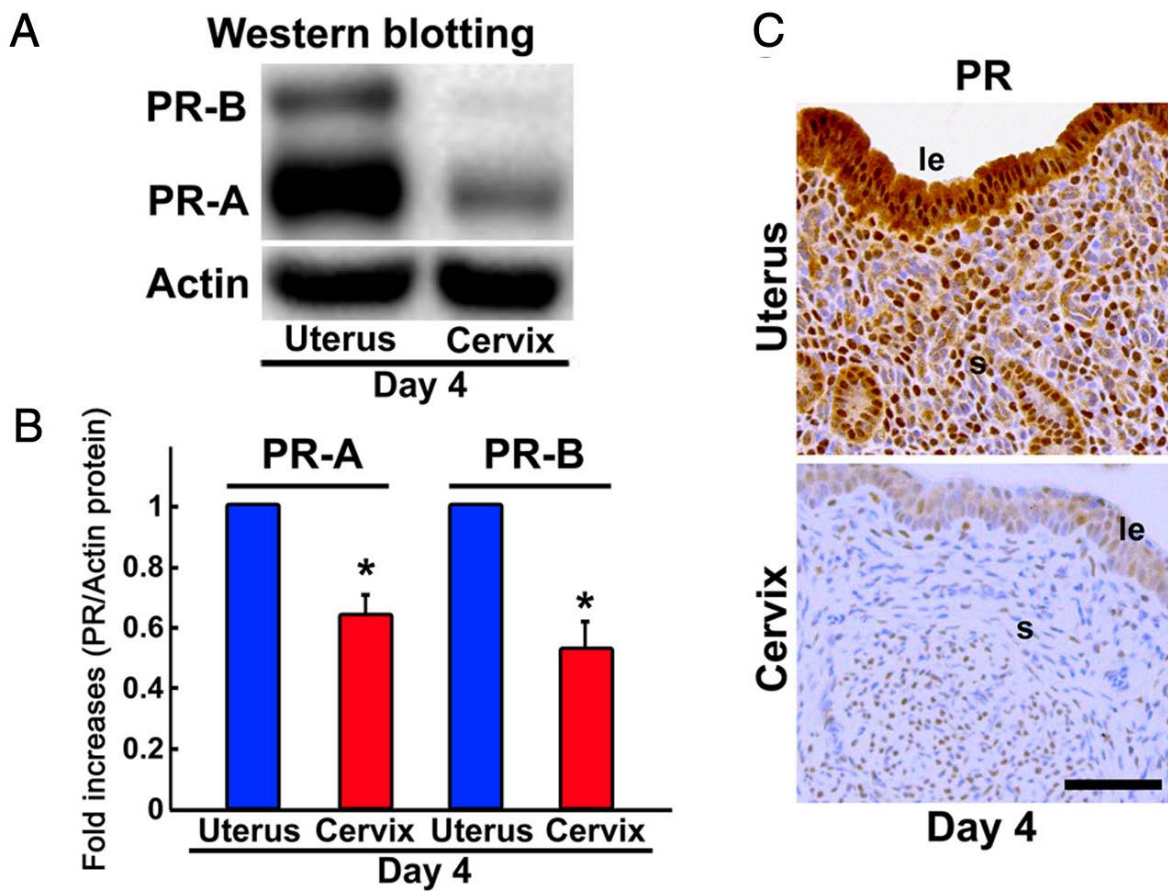 A
Western blotting
PR-B
PR-A
Actin
Uterus Cervix
Day 4
B
Fold increases (PR/Actin protein)
PR-A PR-B
1
0.8
0.6
0.4
0.2
0
* *
Uterus Cervix Uterus Cervix
Day 4
C
PR
Uterus
le
s
Cervix
le
s
Day 4